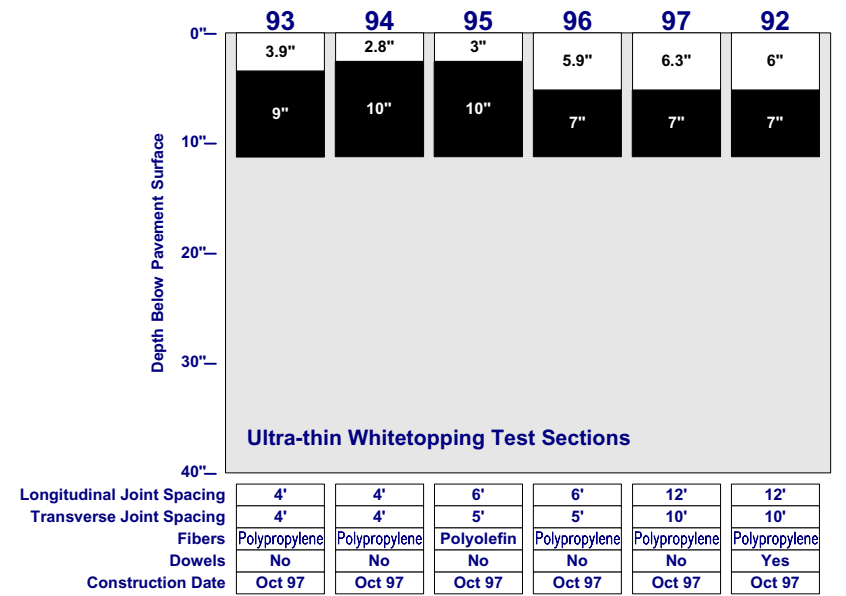 93 94 95 96 97 92
0"
3.9" 2.8" 3" 5.9" 6.3" 6"
9" 10" 10" 7" 7" 7"
10"
20"
30"
40"
Depth Below Pavement Surface
Ultra-thin Whitetopping Test Sections
Longitudinal Joint Spacing 4' 4' 6' 6' 12' 12'
Transverse Joint Spacing 4' 4' 5' 5' 10' 10'
Fibers Polypropylene Polypropylene Polyolefin Polypropylene Polypropylene Polypropylene
Dowels No No No No No Yes
Construction Date Oct 97 Oct 97 Oct 97 Oct 97 Oct 97 Oct 97